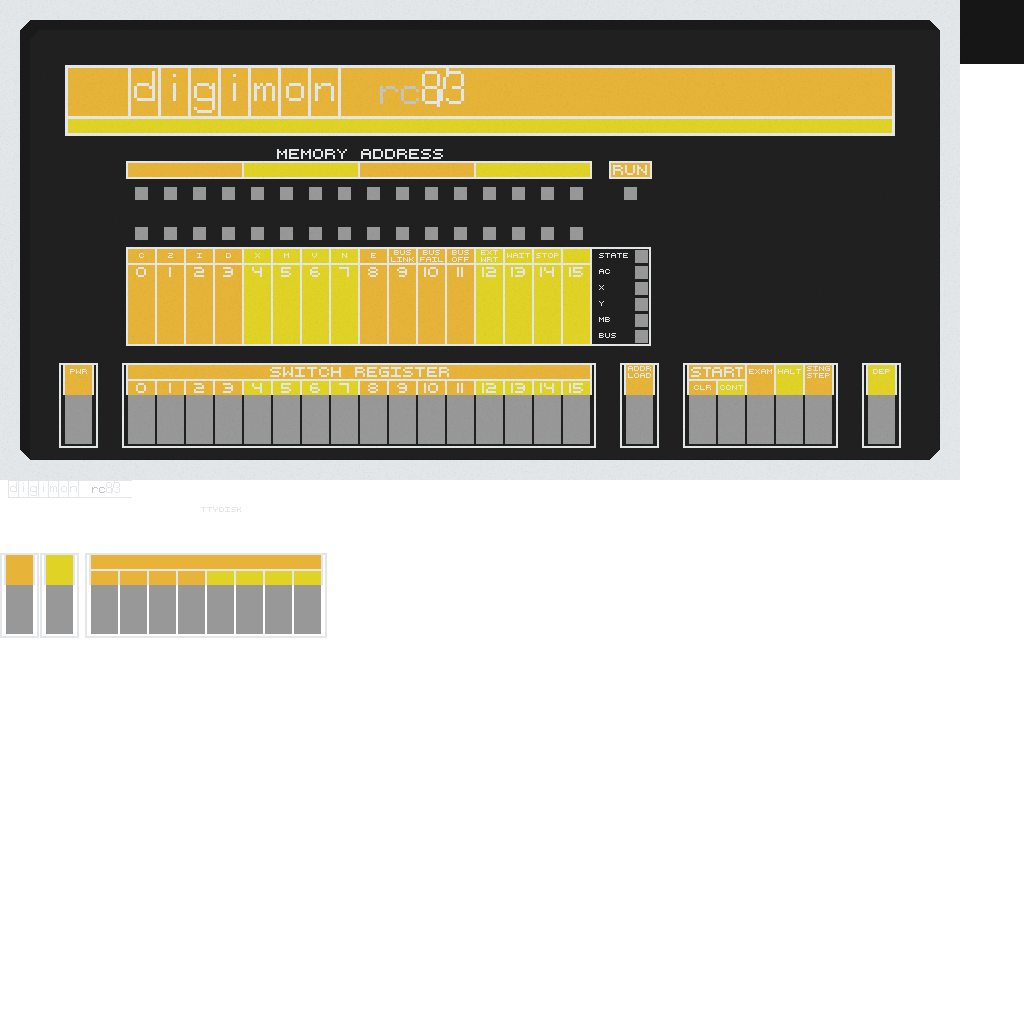 digimon rc83
MEMORY ADDRESS RUN
C Z I D X M V N E BUS LINK BUS FAIL BUS OFF EXT WRT WAIT STOP
0 1 2 3 4 5 6 7 8 9 10 11 12 13 14 15
STATE
AC
X
Y
MB
BUS
PWR SWITCH REGISTER ADDR LOAD START EXAM HALT SING STEP DEP
0 1 2 3 4 5 6 7 8 9 10 11 12 13 14 15 CLR CONT
digimon rc83
TTYDISK